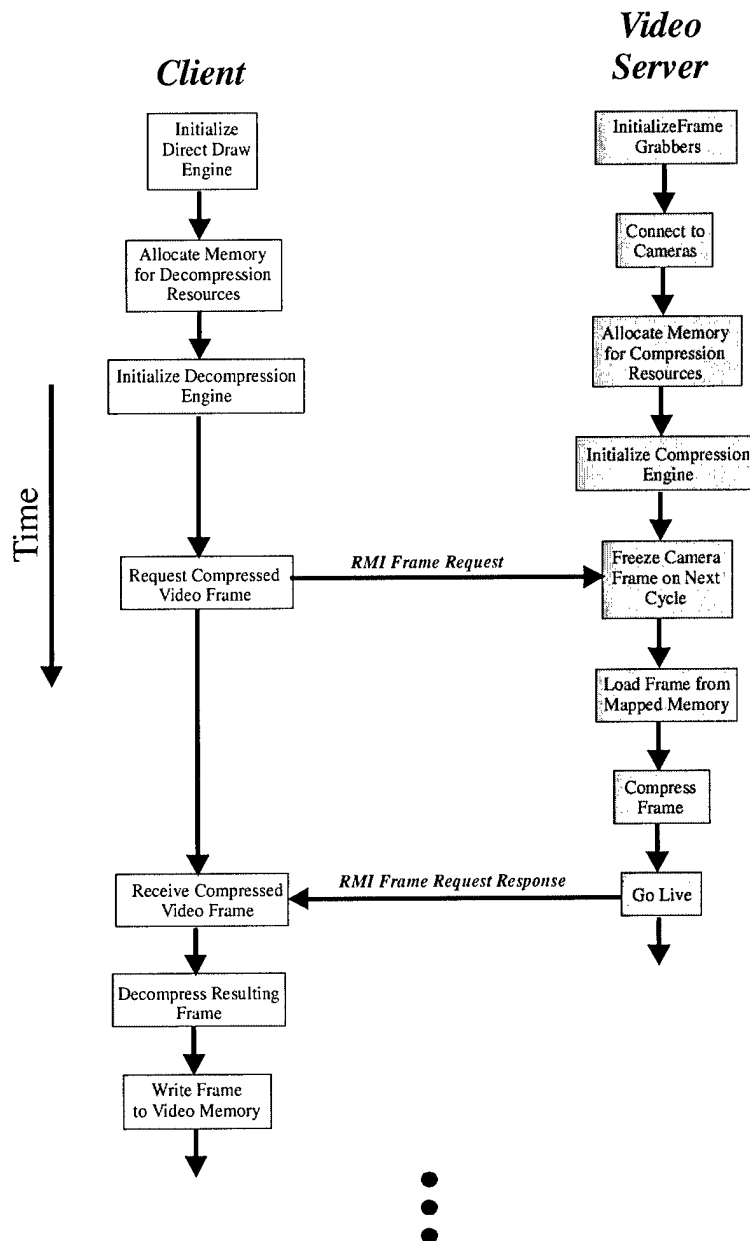 Client
Video
Server
Initialize
Direct Draw
Engine
InitializeFrame
Grabbers
Connect to
Cameras
Allocate Memory
for Decompression
Resources
Allocate Memory
for Compression
Resources
Initialize Decompression
Engine
Initialize Compression
Engine
Time
Request Compressed
Video Frame
RMI Frame Request
Freeze Camera
Frame on Next
Cycle
Load Frame from
Mapped Memory
Compress
Frame
Receive Compressed
Video Frame
RMI Frame Request Response
Go Live
Decompress Resulting
Frame
Write Frame
to Video Memory